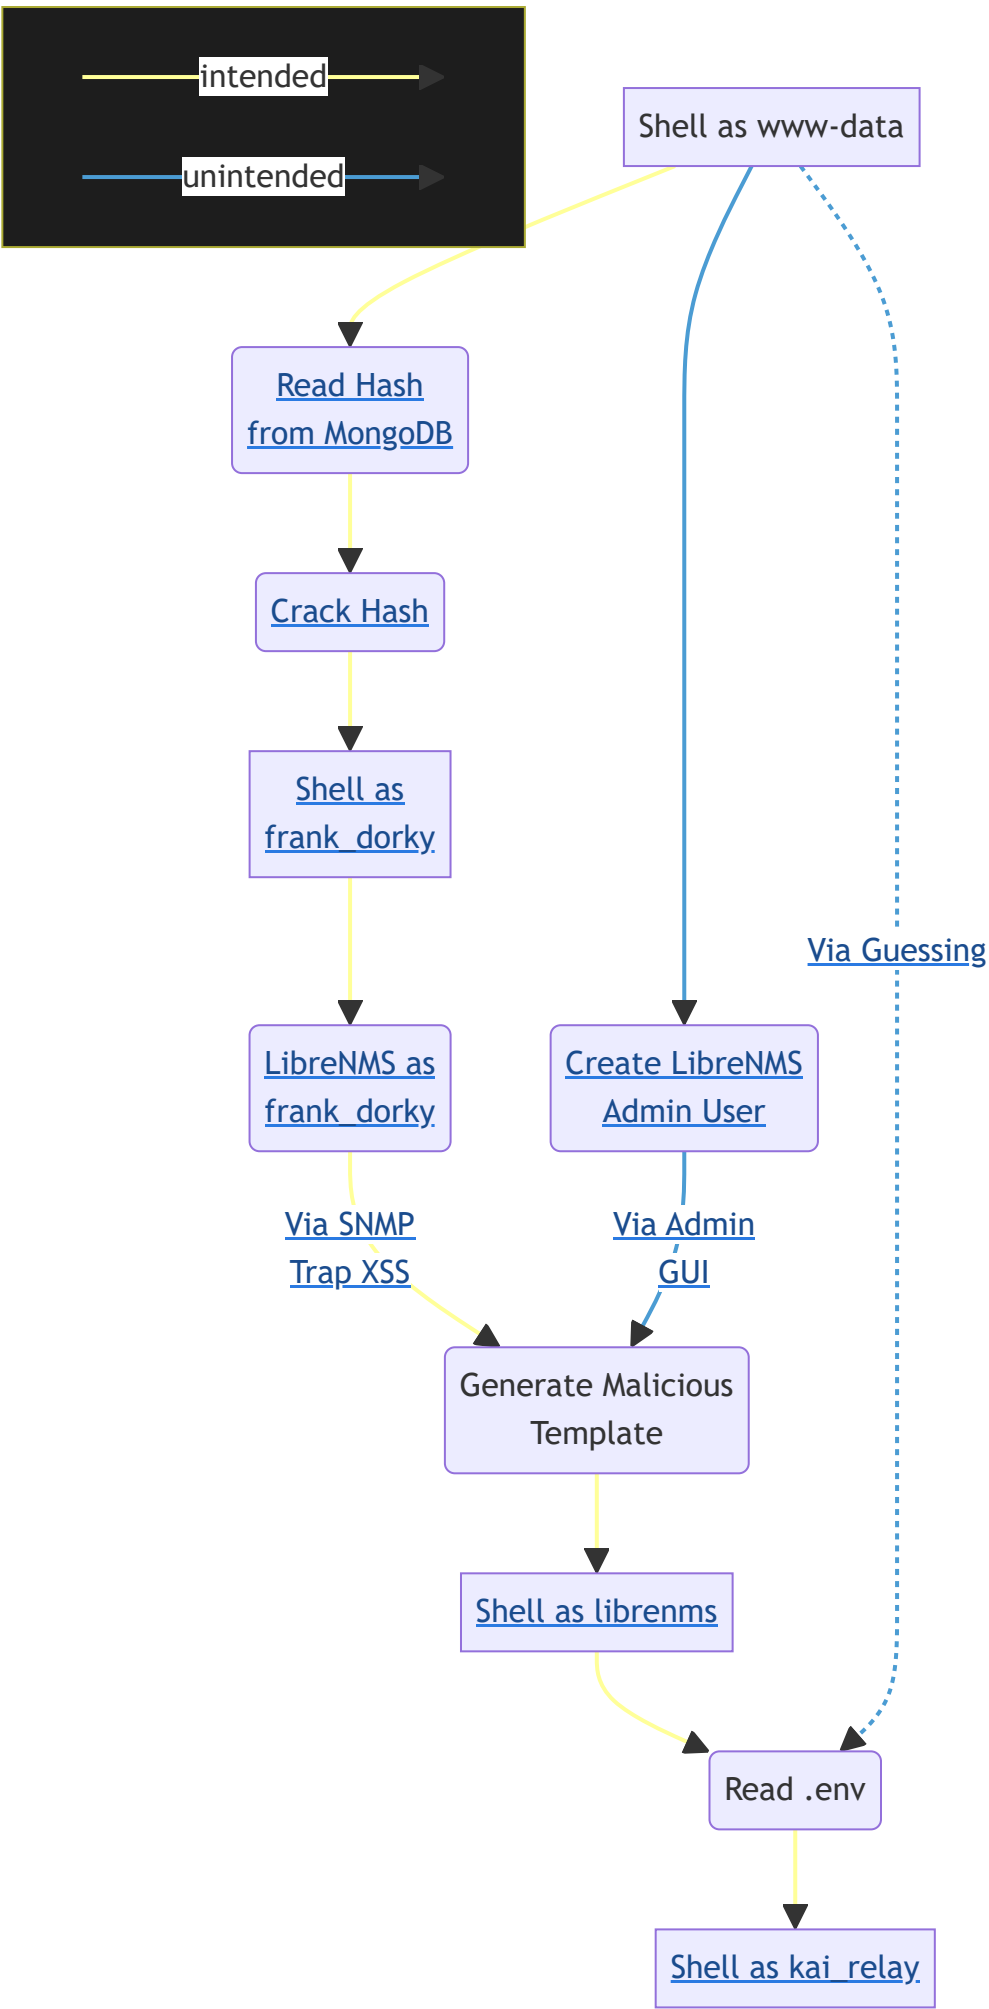 intended
unintended
Shell as www-data
Read Hash
from MongoDB
Crack Hash
Shell as
frank_dorky
Via Guessing
LibreNMS as
frank_dorky
Create LibreNMS
Admin User
Via SNMP
Trap XSS
Via Admin
GUI
Generate Malicious
Template
Shell as librenms
Read .env
Shell as kai_relay